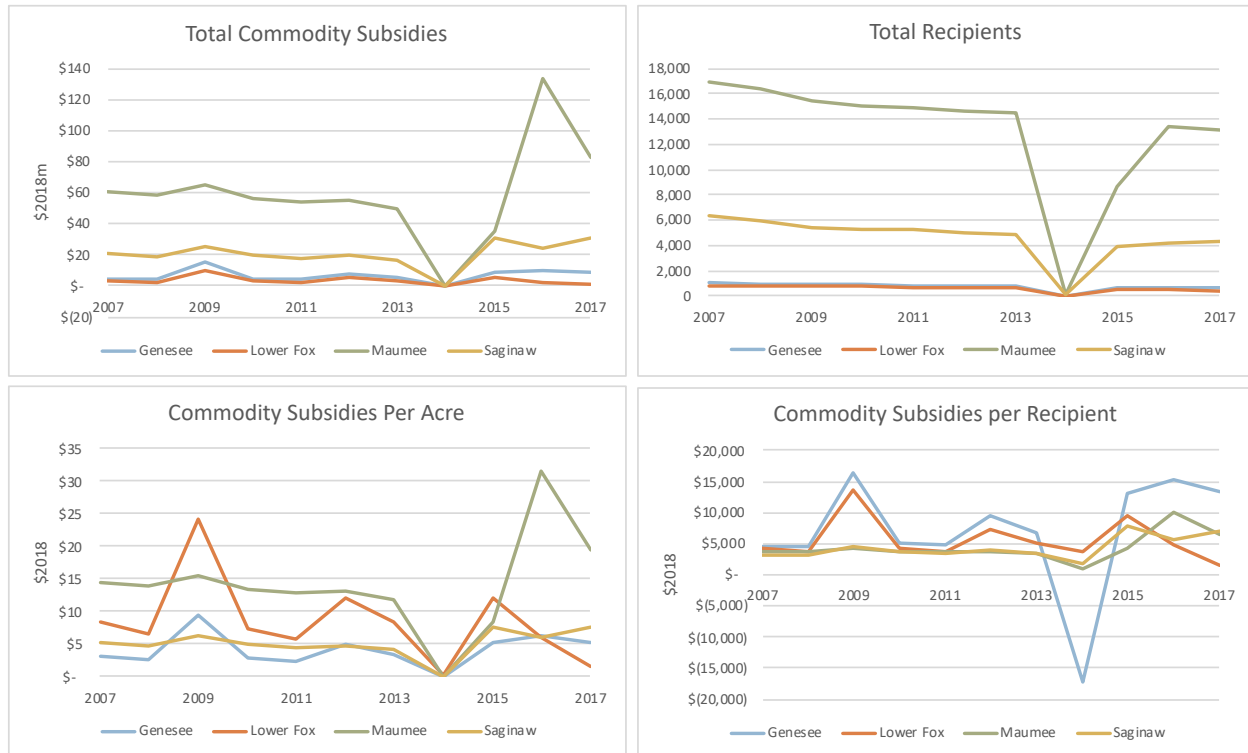 Total Commodity Subsidies
$2018m
$140
$120
$100
$80
$60
$40
$20
$-
$(20)
2007 2009 2011 2013 2015 2017
Genesee Lower Fox Maumee Saginaw
Total Recipients
18,000
16,000
14,000
12,000
10,000
8,000
6,000
4,000
2,000
0
2007 2009 2011 2013 2015 2017
Genesee Lower Fox Maumee Saginaw
Commodity Subsidies Per Acre
$2018
$35
$30
$25
$20
$15
$10
$5
$-
2007 2009 2011 2013 2015 2017
Genesee Lower Fox Maumee Saginaw
Commodity Subsidies per Recipient
$2018
$20,000
$15,000
$10,000
$5,000
$-
$(5,000)
$(10,000)
$(15,000)
$(20,000)
2007 2009 2011 2013 2015 2017
Genesee Lower Fox Maumee Saginaw